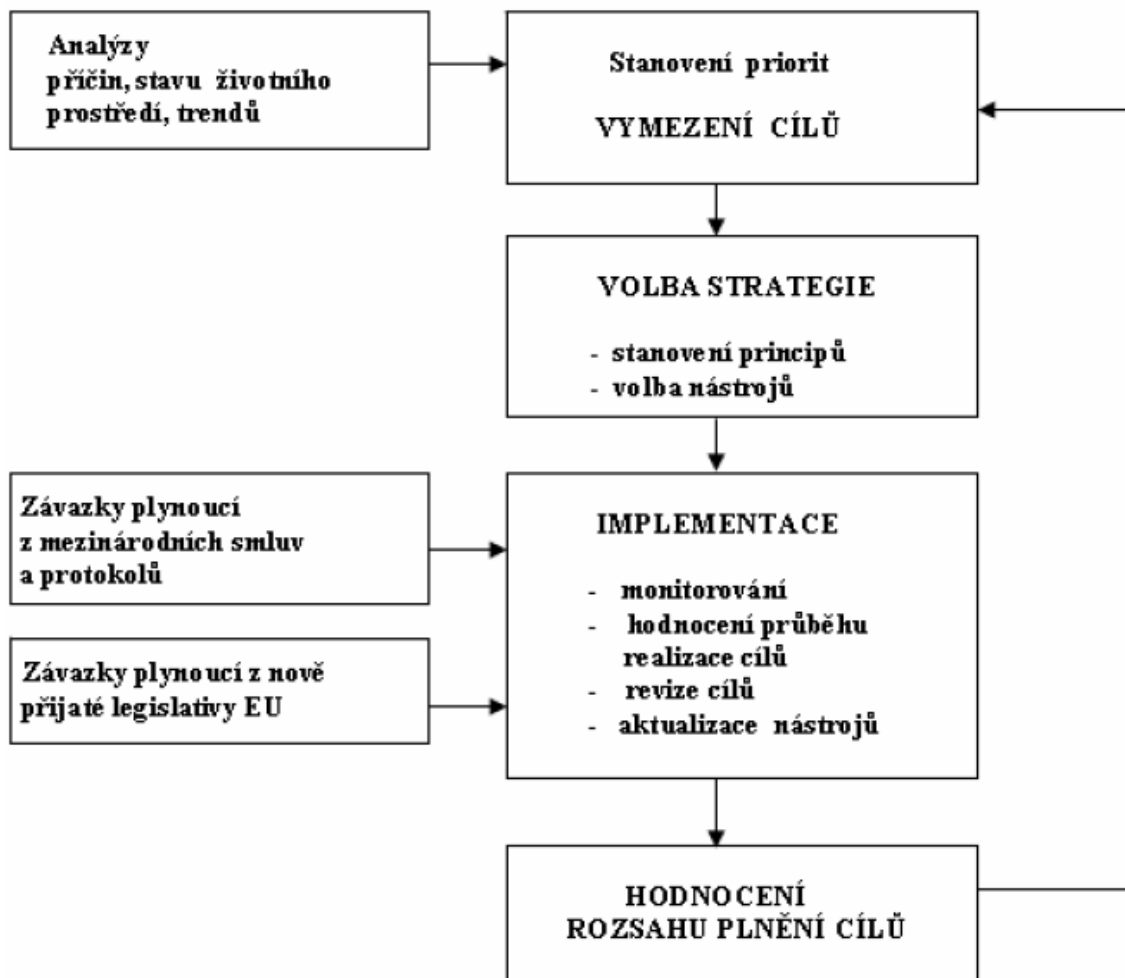 Analýzy
příčin, stavu životního
prostředí, trendů
Stanovení priorit
VYMEZENÍ CÍLŮ
VOLBA STRATEGIE
- stanovení principů
- volba nástrojů
Závazky plynoucí
z mezinárodních smluv
a protokolů
Závazky plynoucí z nově
přijaté legislativy EU
IMPLEMENTACE
- monitorování
- hodnocení průběhu
realizace cílů
- revize cílů
- aktualizace nástrojů
HODNOCENÍ
ROZSAHU PLNĚNÍ CÍLŮ